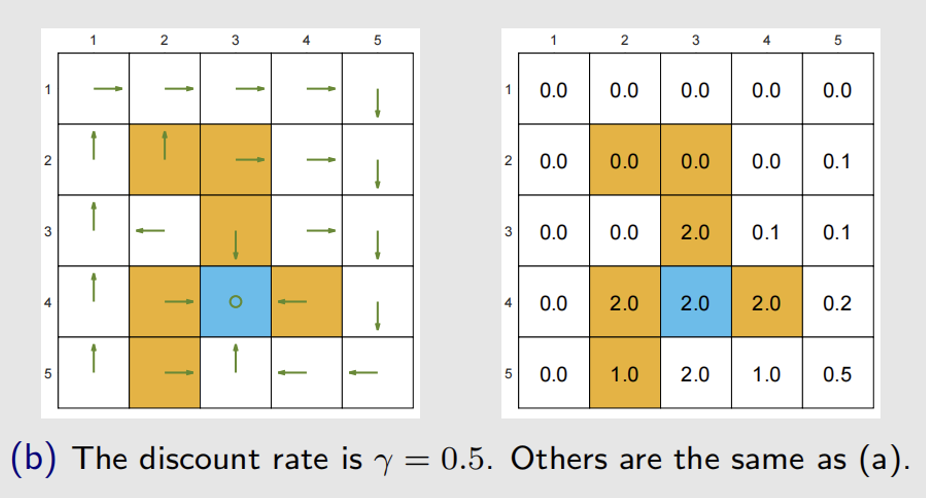 1 2 3 4 5
1
2
3
4
5
1 2 3 4 5
1 0.0 0.0 0.0 0.0 0.0
2 0.0 0.0 0.0 0.0 0.1
3 0.0 0.0 2.0 0.1 0.1
4 0.0 2.0 2.0 2.0 0.2
5 0.0 1.0 2.0 1.0 0.5
(b) The discount rate is γ = 0.5. Others are the same as (a).